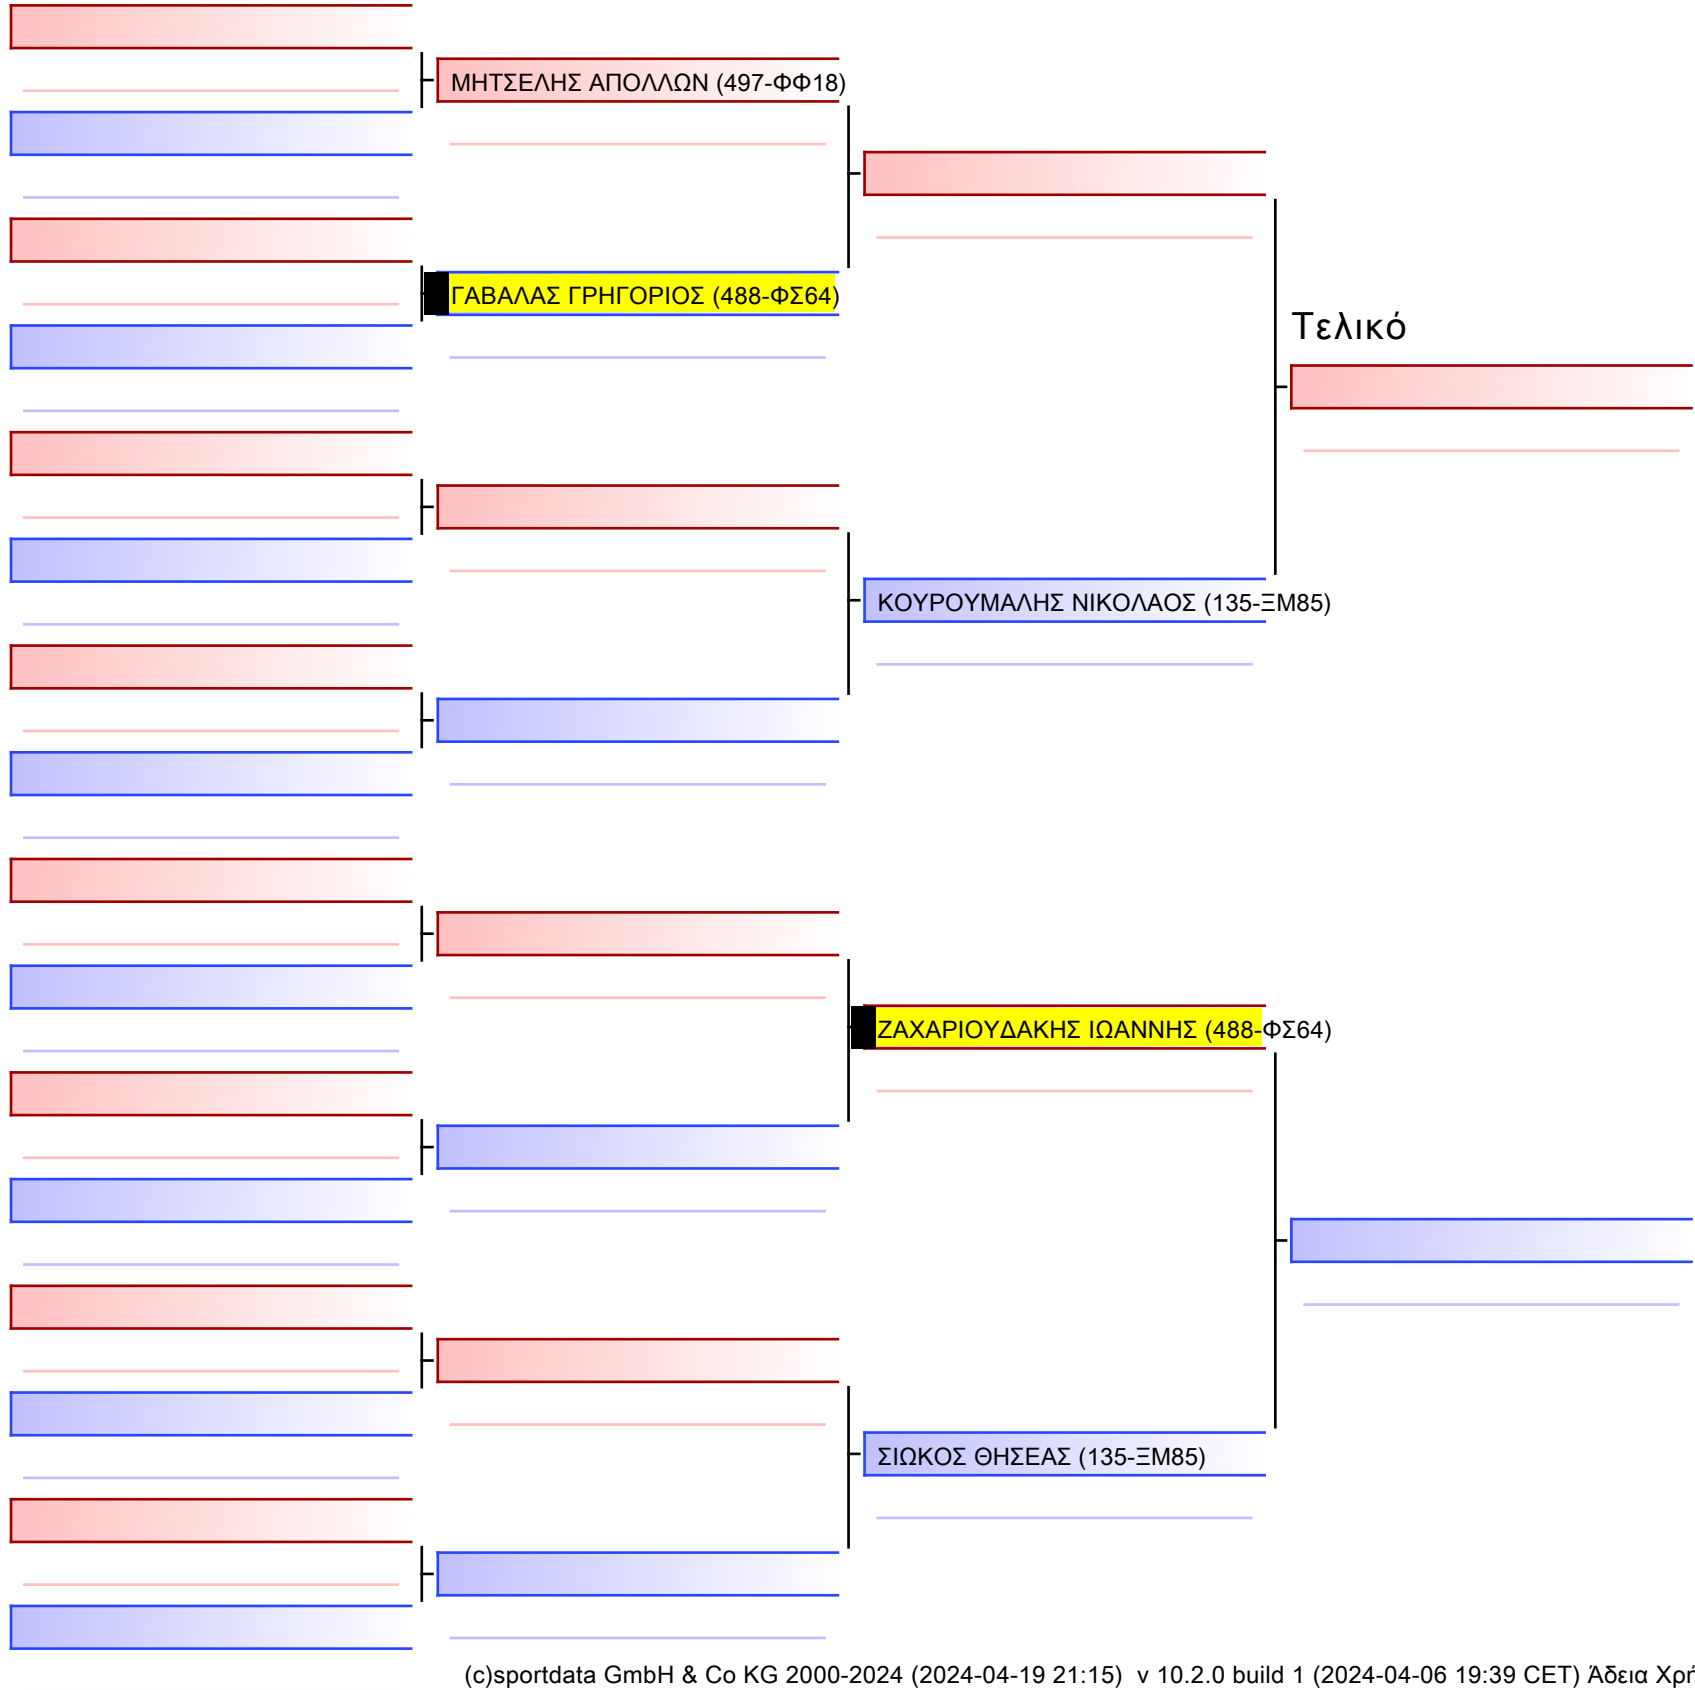 ΜΗΤΣΕΛΗΣ ΑΠΟΛΛΩΝ (497-ΦΦ18)
ΓΑΒΑΛΑΣ ΓΡΗΓΟΡΙΟΣ (488-ΦΣ64)
Τελικό
ΚΟΥΡΟΥΜΑΛΗΣ ΝΙΚΟΛΑΟΣ (135-ΞΜ85)
ΖΑΧΑΡΙΟΥΔΑΚΗΣ ΙΩΑΝΝΗΣ (488-ΦΣ64)
ΣΙΩΚΟΣ ΘΗΣΕΑΣ (135-ΞΜ85)
(c)sportdata GmbH & Co KG 2000-2024 (2024-04-19 21:15) v 10.2.0 build 1 (2024-04-06 19:39 CET) Άδεια